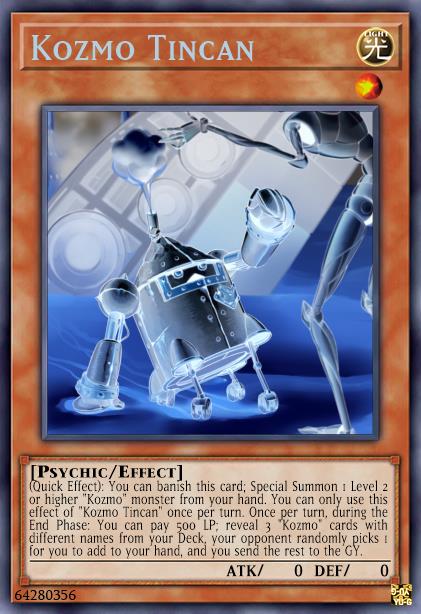 Kozmo Tincan
LIGHT
光
[Psychic/Effect]
(Quick Effect): You can banish this card; Special Summon 1 Level 2
or higher "Kozmo" monster from your hand. You can only use this
effect of "Kozmo Tincan" once per turn. Once per turn, during the
End Phase: You can pay 500 LP; reveal 3 "Kozmo" cards with
different names from your Deck, your opponent randomly picks 1
for you to add to your hand, and you send the rest to the GY.
ATK/ 0 DEF/ 0
64280356